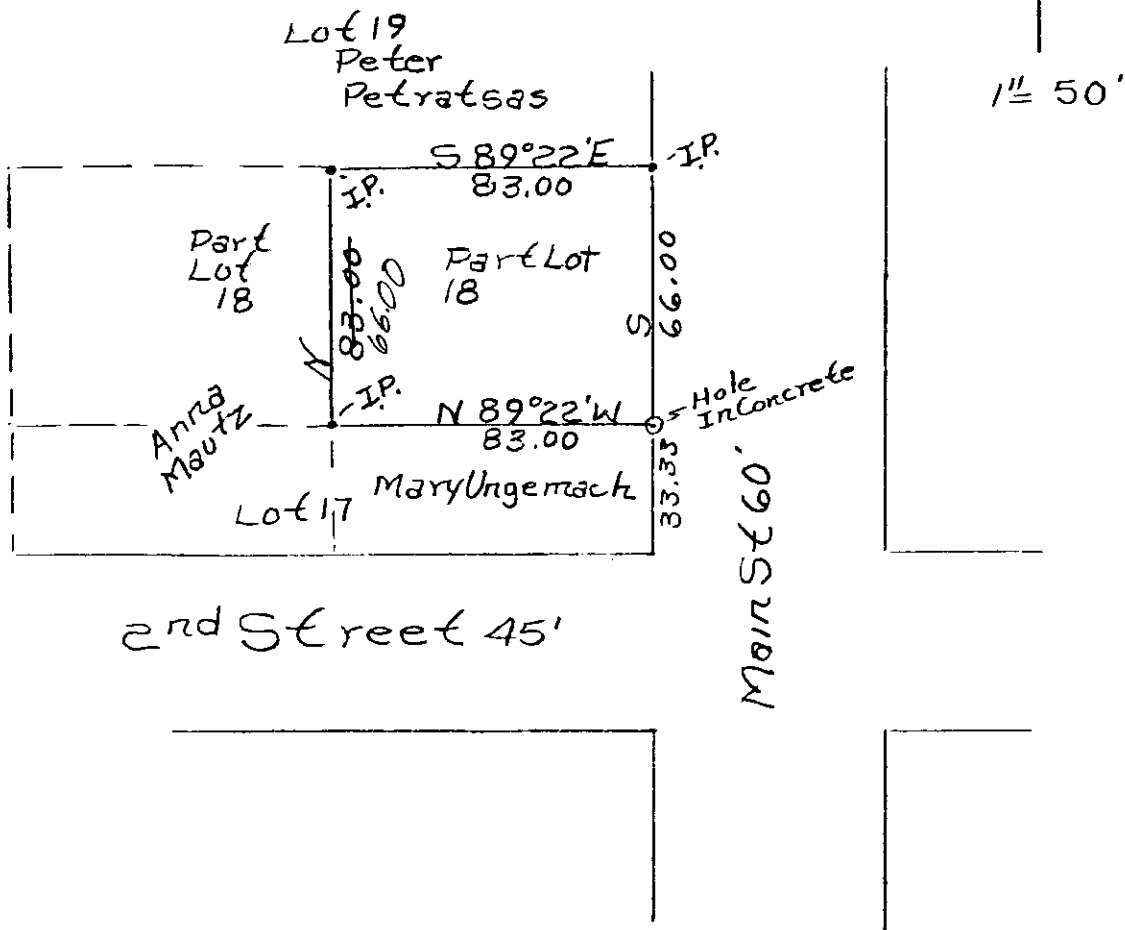 Lot 19
Peter
Petratsas
1" = 50'
S 89°22'E
83.00
I.P.
I.P.
Part
Lot
18
83.00
66.00
N
Part Lot
18
S
66.00
I.P.
N 89°22'W
83.00
Hole
In Concrete
Anna
Mautz
Mary Ungemach
33.33
Lot 17
Main St 60'
2nd Street 45'